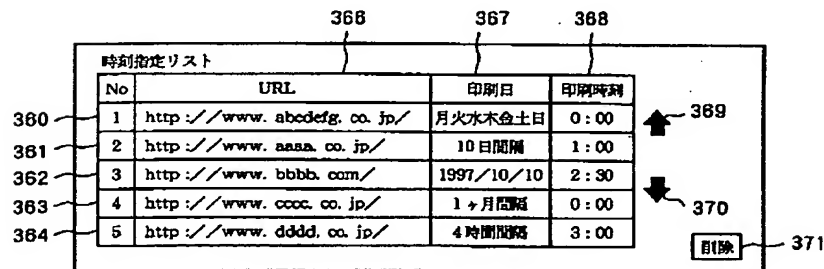 366 367 368
時刻指定リスト
No URL 印刷日 印刷時刻
360 1 http://www. abcdefg. co. jp/ 月火水木金土日 0:00 369
361 2 http://www. aaaa. co. jp/ 10日間隔 1:00
362 3 http://www. bbbb. com/ 1997/10/10 2:30
363 4 http://www. cccc. co. jp/ 1ヶ月間隔 0:00 370
364 5 http://www. dddd. co. jp/ 4時間間隔 3:00
削除 371